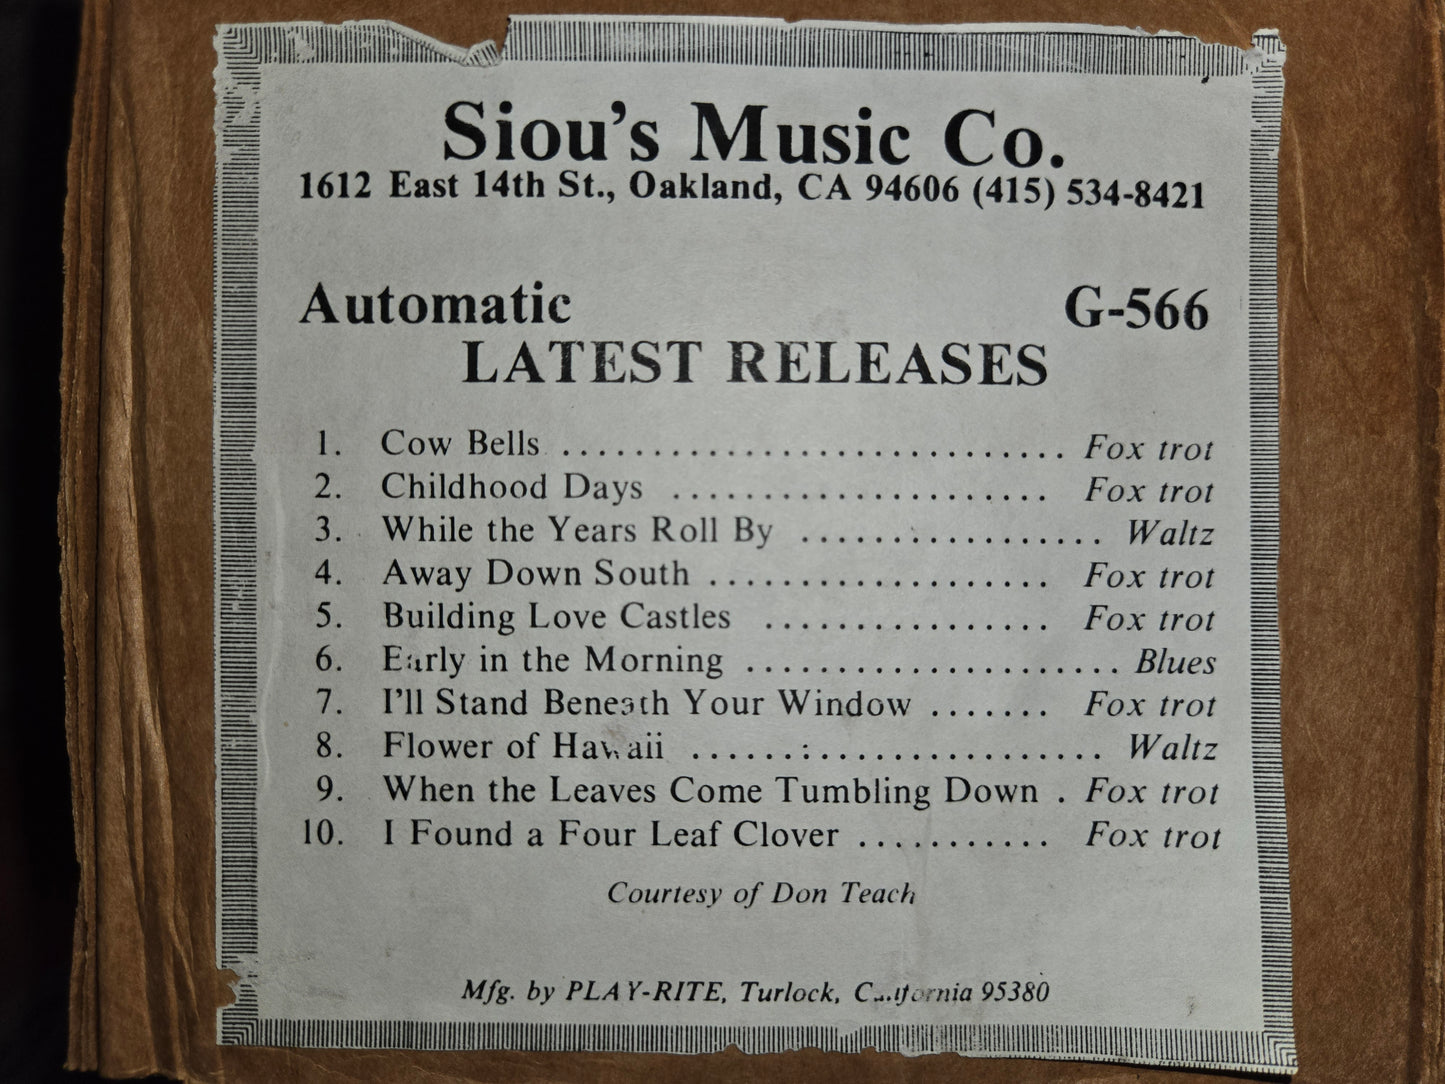 Siou's Music Co.
1612 East 14th St., Oakland, CA 94606 (415) 534-8421
Automatic G-566
LATEST RELEASES
1. Cow Bells .............................. Fox trot
2. Childhood Days ..................... Fox trot
3. While the Years Roll By ................. Waltz
4. Away Down South ................... Fox trot
5. Building Love Castles ................ Fox trot
6. Early in the Morning ..................... Blues
7. I'll Stand Beneath Your Window ....... Fox trot
8. Flower of Hawaii ....................... Waltz
9. When the Leaves Come Tumbling Down . Fox trot
10. I Found a Four Leaf Clover ........... Fox trot
Courtesy of Don Teach
Mfg. by PLAY-RITE, Turlock, California 95380